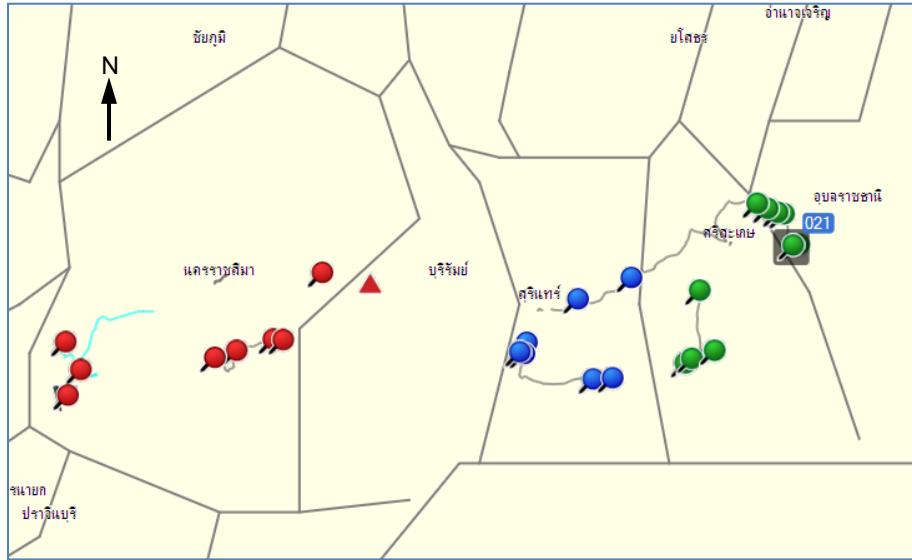 อำนาจเจริญ
ชัยภูมิ
ยโสธร
N
อุบลราชธานี
021
ศรีสะเกษ
นครราชสีมา
บุรีรัมย์
สุรินทร์
รนายก
ปราจีนบุรี